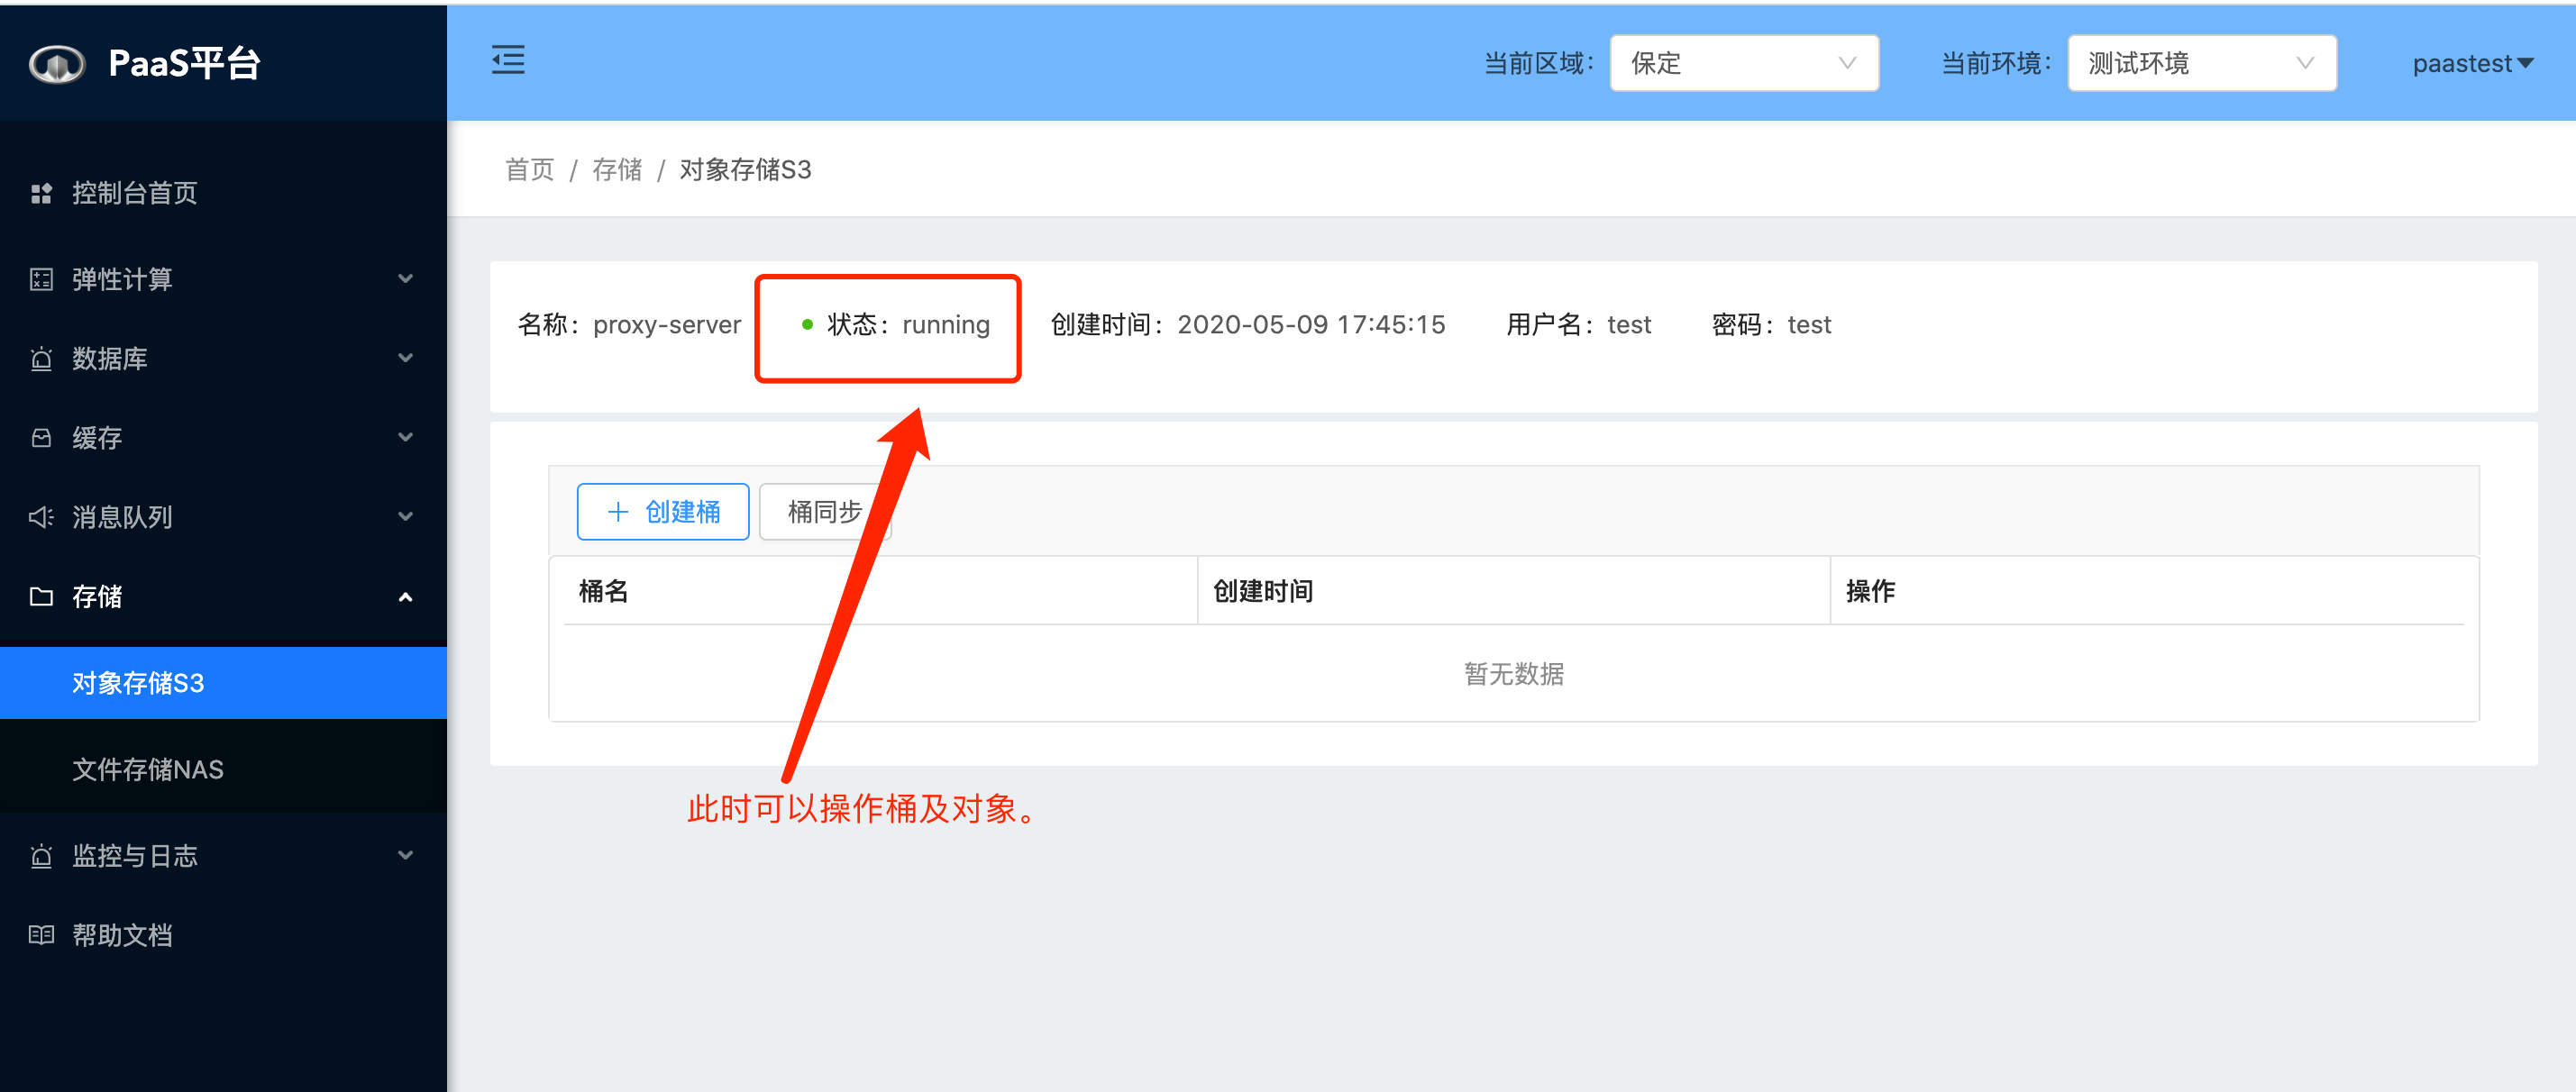 PaaS平台
当前区域：
保定
当前环境：
测试环境
paastest
控制台首页
弹性计算
数据库
缓存
消息队列
存储
对象存储S3
文件存储NAS
监控与日志
帮助文档
首页 / 存储 / 对象存储S3
名称：proxy-server 状态：running 创建时间：2020-05-09 17:45:15 用户名：test 密码：test
+ 创建桶 桶同步
桶名 创建时间 操作
暂无数据
此时可以操作桶及对象。